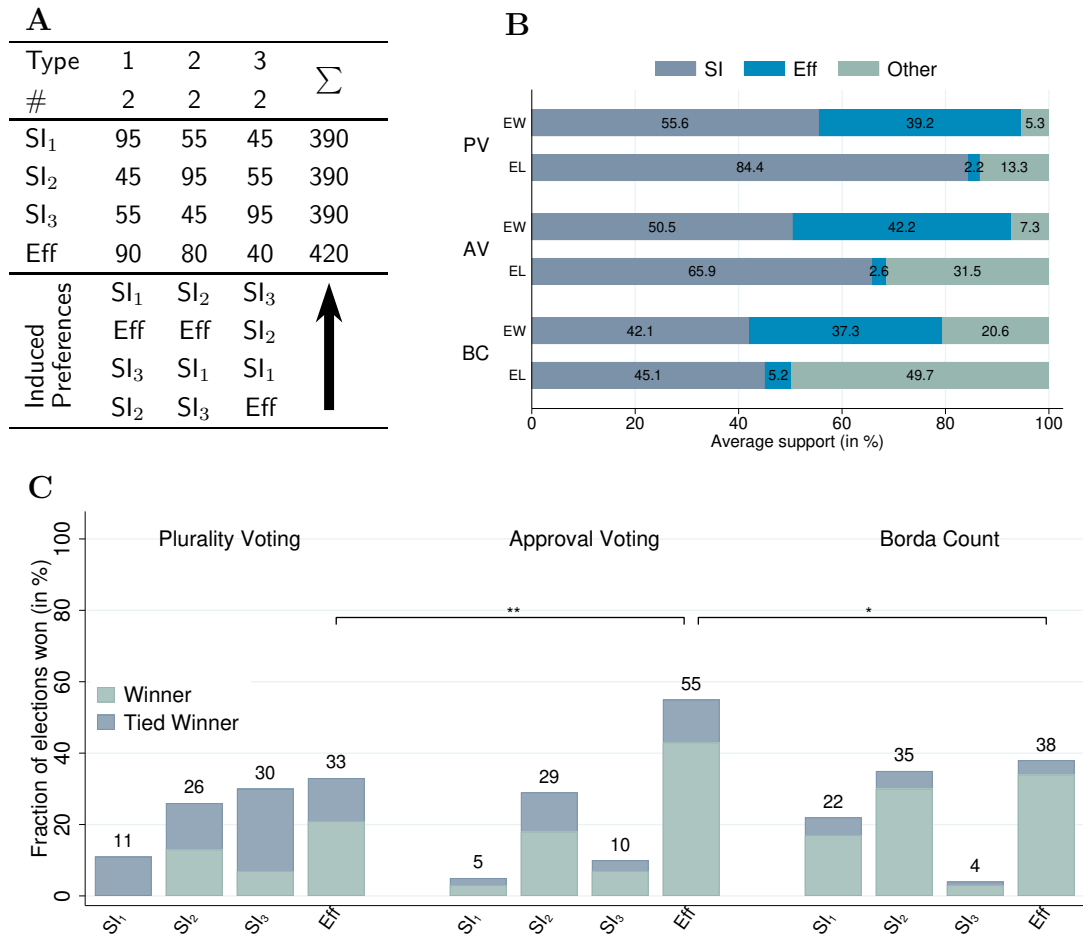 A
Type 1 2 3 ∑
# 2 2 2
SI₁ 95 55 45 390
SI₂ 45 95 55 390
SI₃ 55 45 95 390
Eff 90 80 40 420
Induced Preferences
SI₁ SI₂ SI₃
Eff Eff SI₂
SI₃ SI₁ SI₁
SI₂ SI₃ Eff
B
SI Eff Other
PV
EW 55.6 39.2 5.3
EL 84.4 2.2 13.3
AV
EW 50.5 42.2 7.3
EL 65.9 2.6 31.5
BC
EW 42.1 37.3 20.6
EL 45.1 5.2 49.7
0 20 40 60 80 100
Average support (in %)
C
Fraction of elections won (in %)
0 20 40 60 80 100
Plurality Voting Approval Voting Borda Count
** *
Winner
Tied Winner
11 26 30 33 5 29 10 55 22 35 4 38
SI₁ SI₂ SI₃ Eff SI₁ SI₂ SI₃ Eff SI₁ SI₂ SI₃ Eff